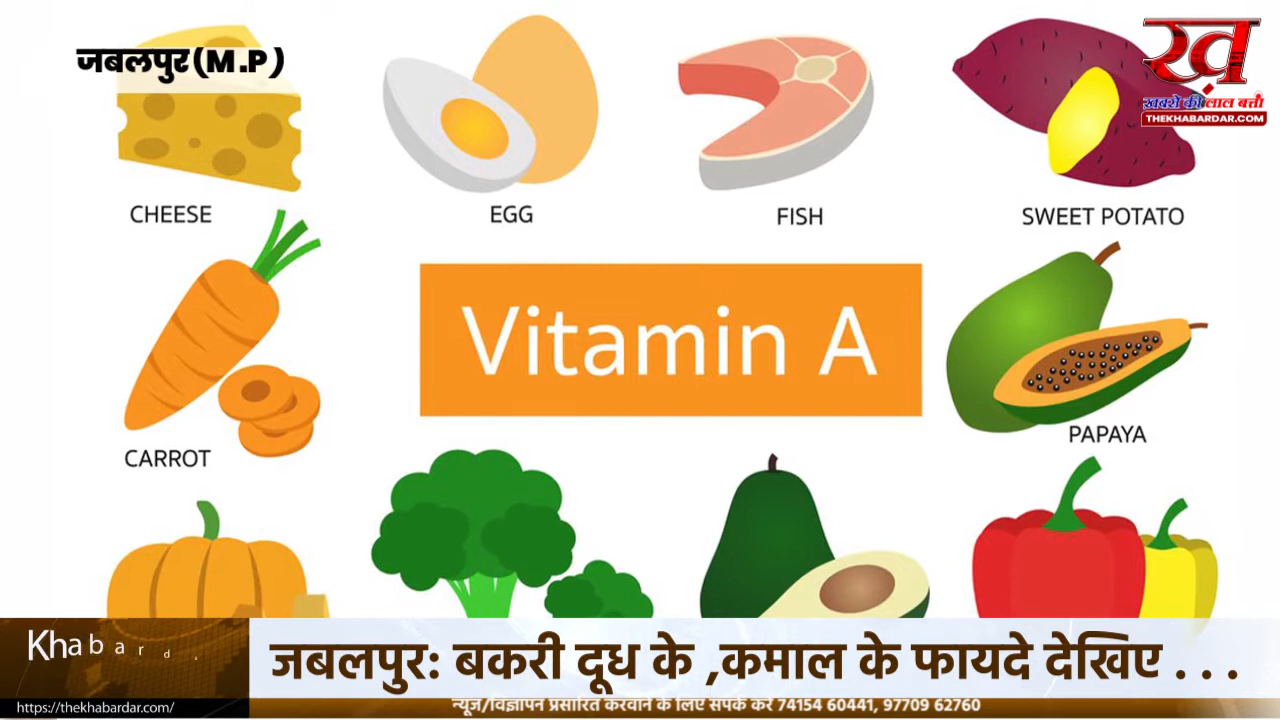 जबलपुर (M.P)
ख़
ख़बरों की लाल बत्ती
THEKHABARDAR.COM
CHEESE
EGG
FISH
SWEET POTATO
Vitamin A
CARROT
PAPAYA
Khabard.
जबलपुर: बकरी दूध के ,कमाल के फायदे देखिए . . .
https://thekhabardar.com/
न्यूज/विज्ञापन प्रसारित करवाने के लिए संपर्क करें 74154 60441, 97709 62760